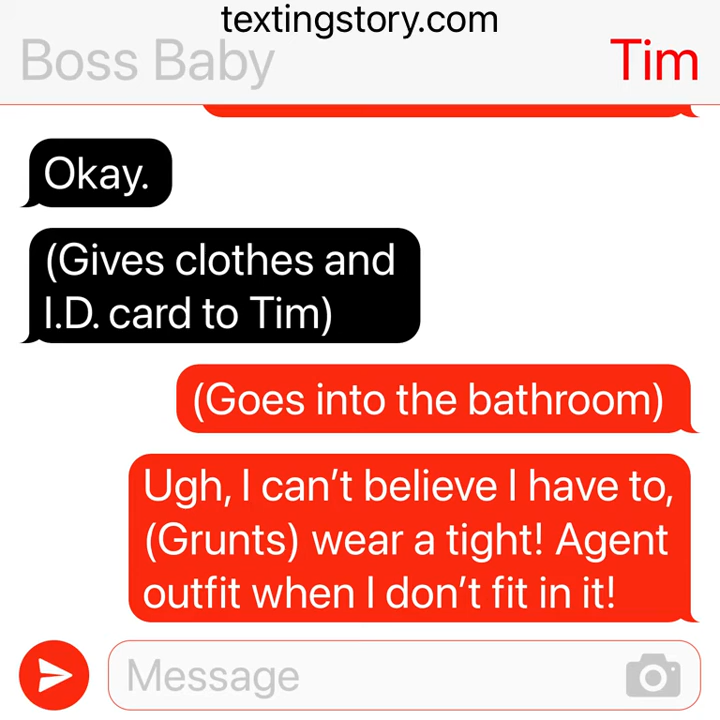 textingstory.com
Boss Baby
Tim
Okay.
(Gives clothes and
I.D. card to Tim)
(Goes into the bathroom)
Ugh, I can’t believe I have to,
(Grunts) wear a tight! Agent
outfit when I don’t fit in it!
Message